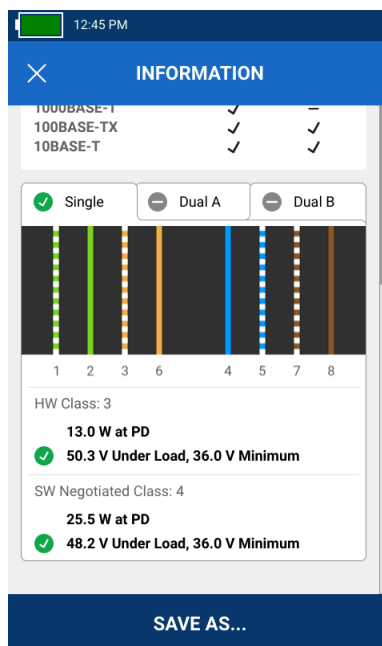 12:45 PM
INFORMATION
1000BASE-T ✓ –
100BASE-TX ✓ ✓
10BASE-T ✓ ✓
Single Dual A Dual B
1 2 3 6 4 5 7 8
HW Class: 3
13.0 W at PD
50.3 V Under Load, 36.0 V Minimum
SW Negotiated Class: 4
25.5 W at PD
48.2 V Under Load, 36.0 V Minimum
SAVE AS...